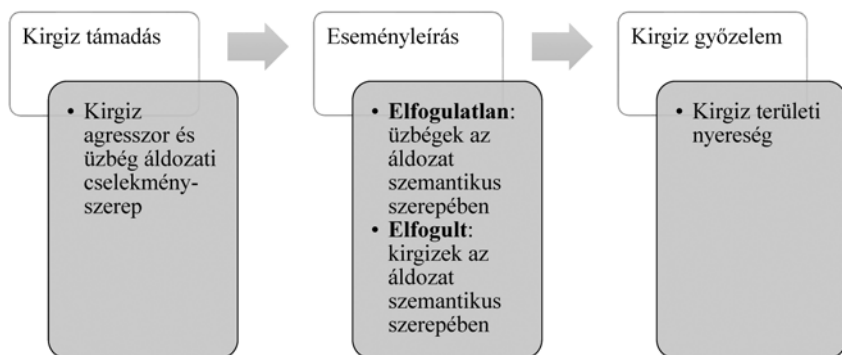 Kirgiz támadás
• Kirgiz
agresszor és
üzbég áldozati
cselekmény-
szerep
Eseményleírás
• Elfogulatlan:
üzbégek az
áldozat
szemantikus
szerepében
• Elfogult:
kirgizek az
áldozat
szemantikus
szerepében
Kirgiz győzelem
• Kirgiz területi
nyereség